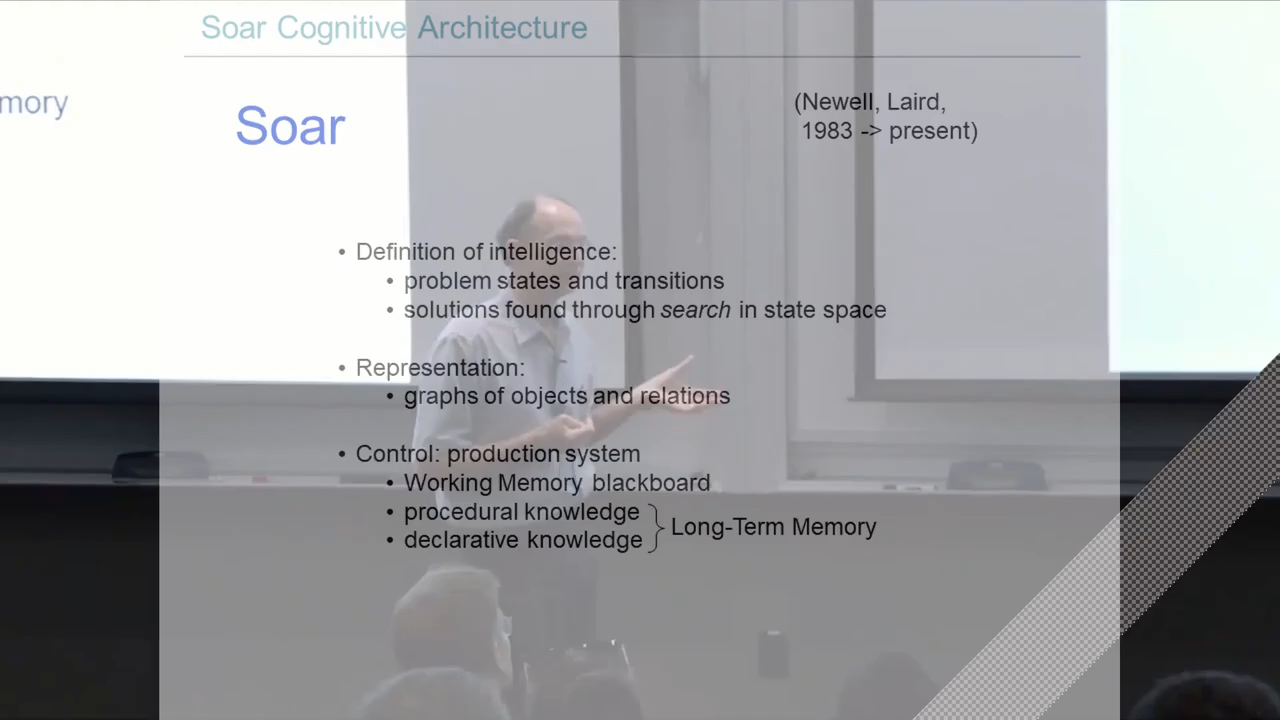 Soar Cognitive Architecture
mory
Soar
(Newell, Laird,
1983 -> present)
• Definition of intelligence:
• problem states and transitions
• solutions found through search in state space
• Representation:
• graphs of objects and relations
• Control: production system
• Working Memory blackboard
• procedural knowledge
• declarative knowledge
Long-Term Memory